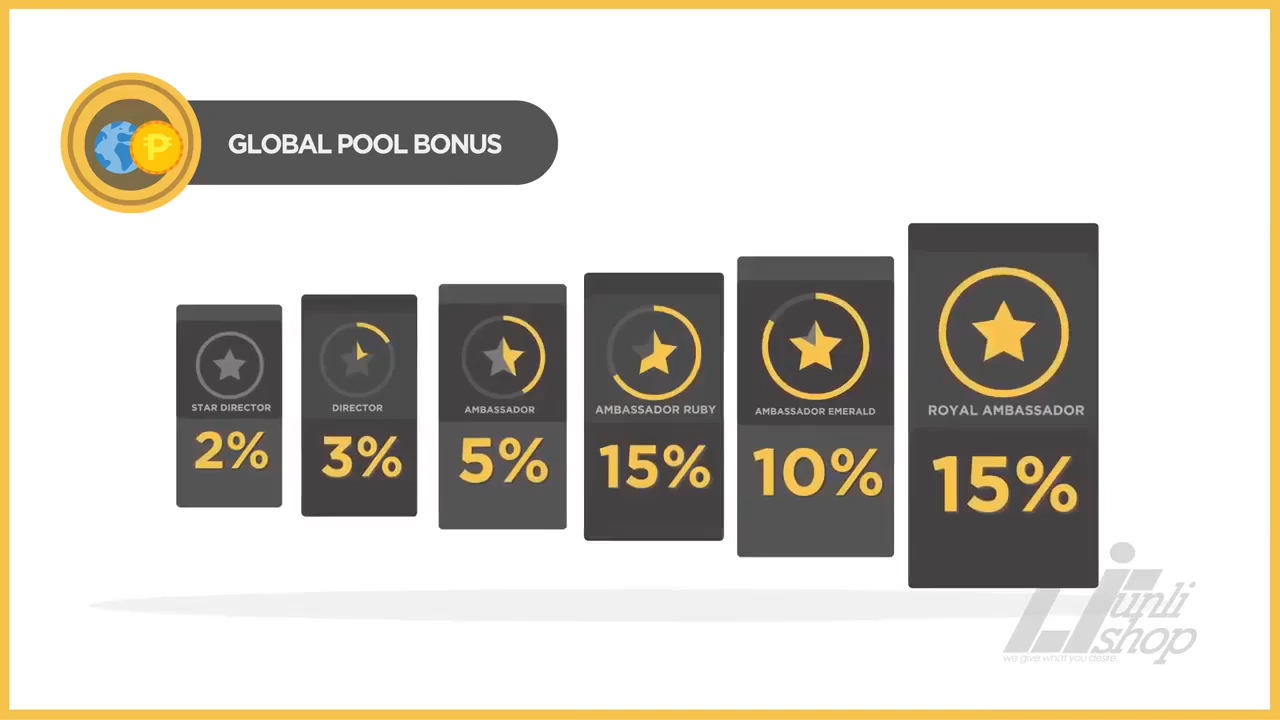 GLOBAL POOL BONUS
STAR DIRECTOR
2%
DIRECTOR
3%
AMBASSADOR
5%
AMBASSADOR RUBY
15%
AMBASSADOR EMERALD
10%
ROYAL AMBASSADOR
15%
unli
shop
we give what you desire.